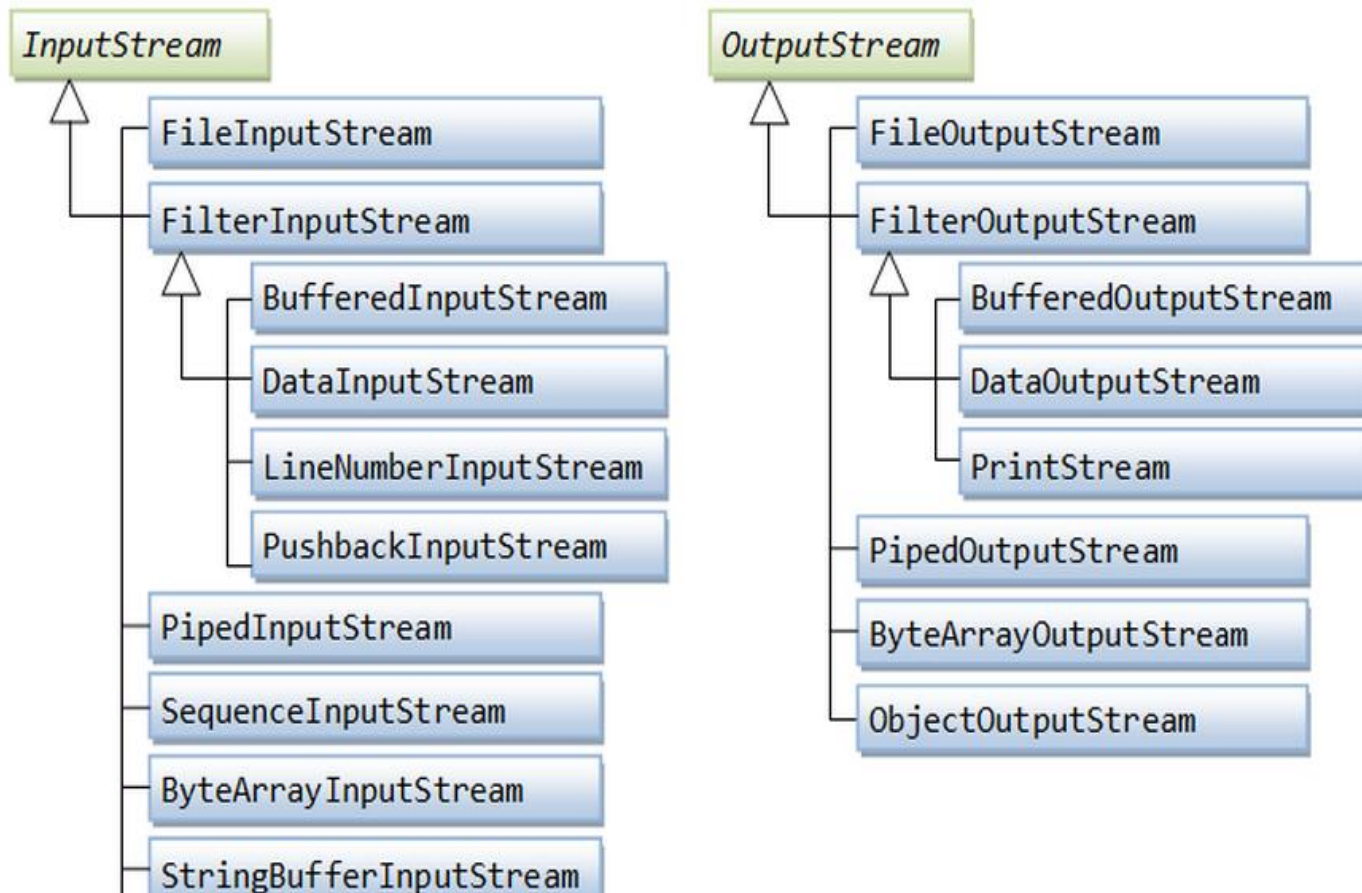 InputStream
FileInputStream
FilterInputStream
BufferedInputStream
DataInputStream
LineNumberInputStream
PushbackInputStream
PipedInputStream
SequenceInputStream
ByteArrayInputStream
StringBufferInputStream
OutputStream
FileOutputStream
FilterOutputStream
BufferedOutputStream
DataOutputStream
PrintStream
PipedOutputStream
ByteArrayOutputStream
ObjectOutputStream